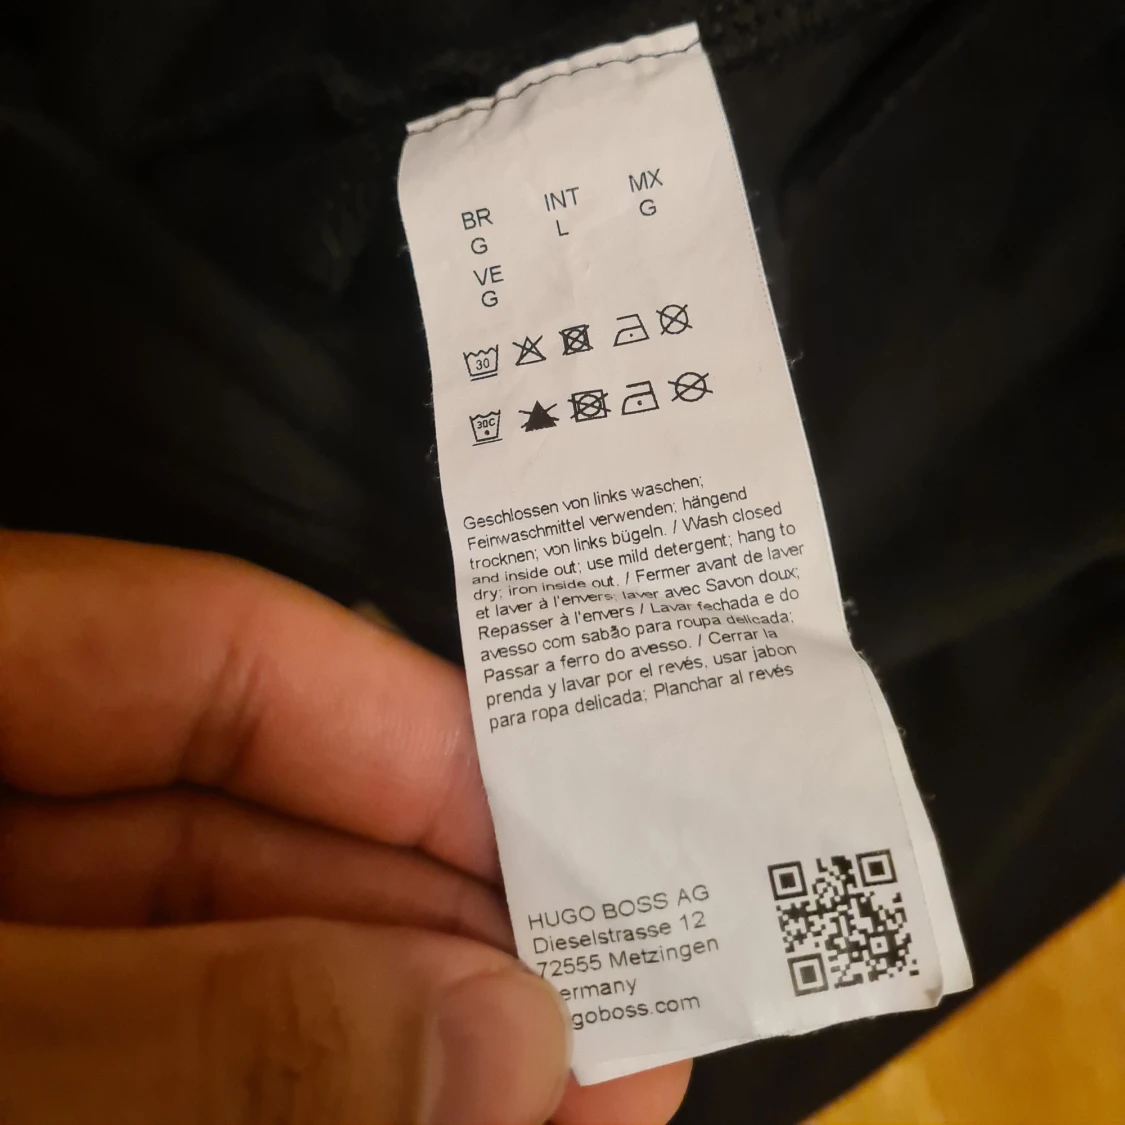 BR INT MX
G L G
VE
G
30
30C
Geschlossen von links waschen;
Feinwaschmittel verwenden; hängend
trocknen; von links bügeln. / Wash closed
and inside out; use mild detergent; hang to
dry; iron inside out. / Fermer avant de laver
et laver à l'envers; laver avec Savon doux;
Repasser à l'envers / Lavar fechada e do
avesso com sabão para roupa delicada;
Passar a ferro do avesso. / Cerrar la
prenda y lavar por el revés, usar jabon
para ropa delicada; Planchar al revés
HUGO BOSS AG
Dieselstrasse 12
72555 Metzingen
ermany
goboss.com